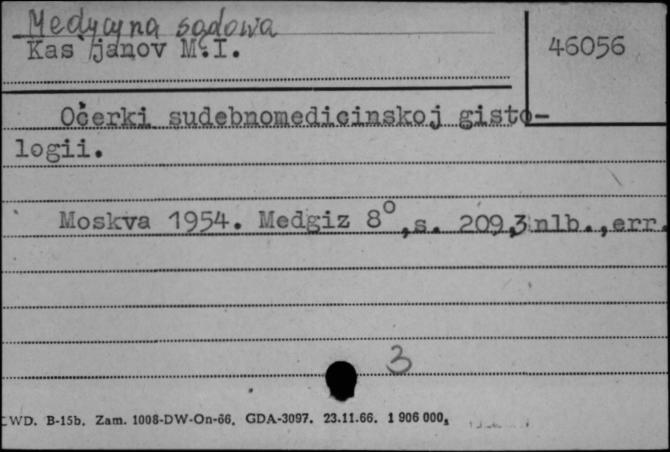 Medycyna sądowa
Kas'janov M.I.
46056
Očerki sudebnomedicinskoj gisto-
logii.
Moskva 1954. Medgiz 8°,s. 209,3 nlb.,err.
3
WD. B-15b. Zam. 1008-DW-On-66. GDA-3097. 23.11.66. 1 906 000,